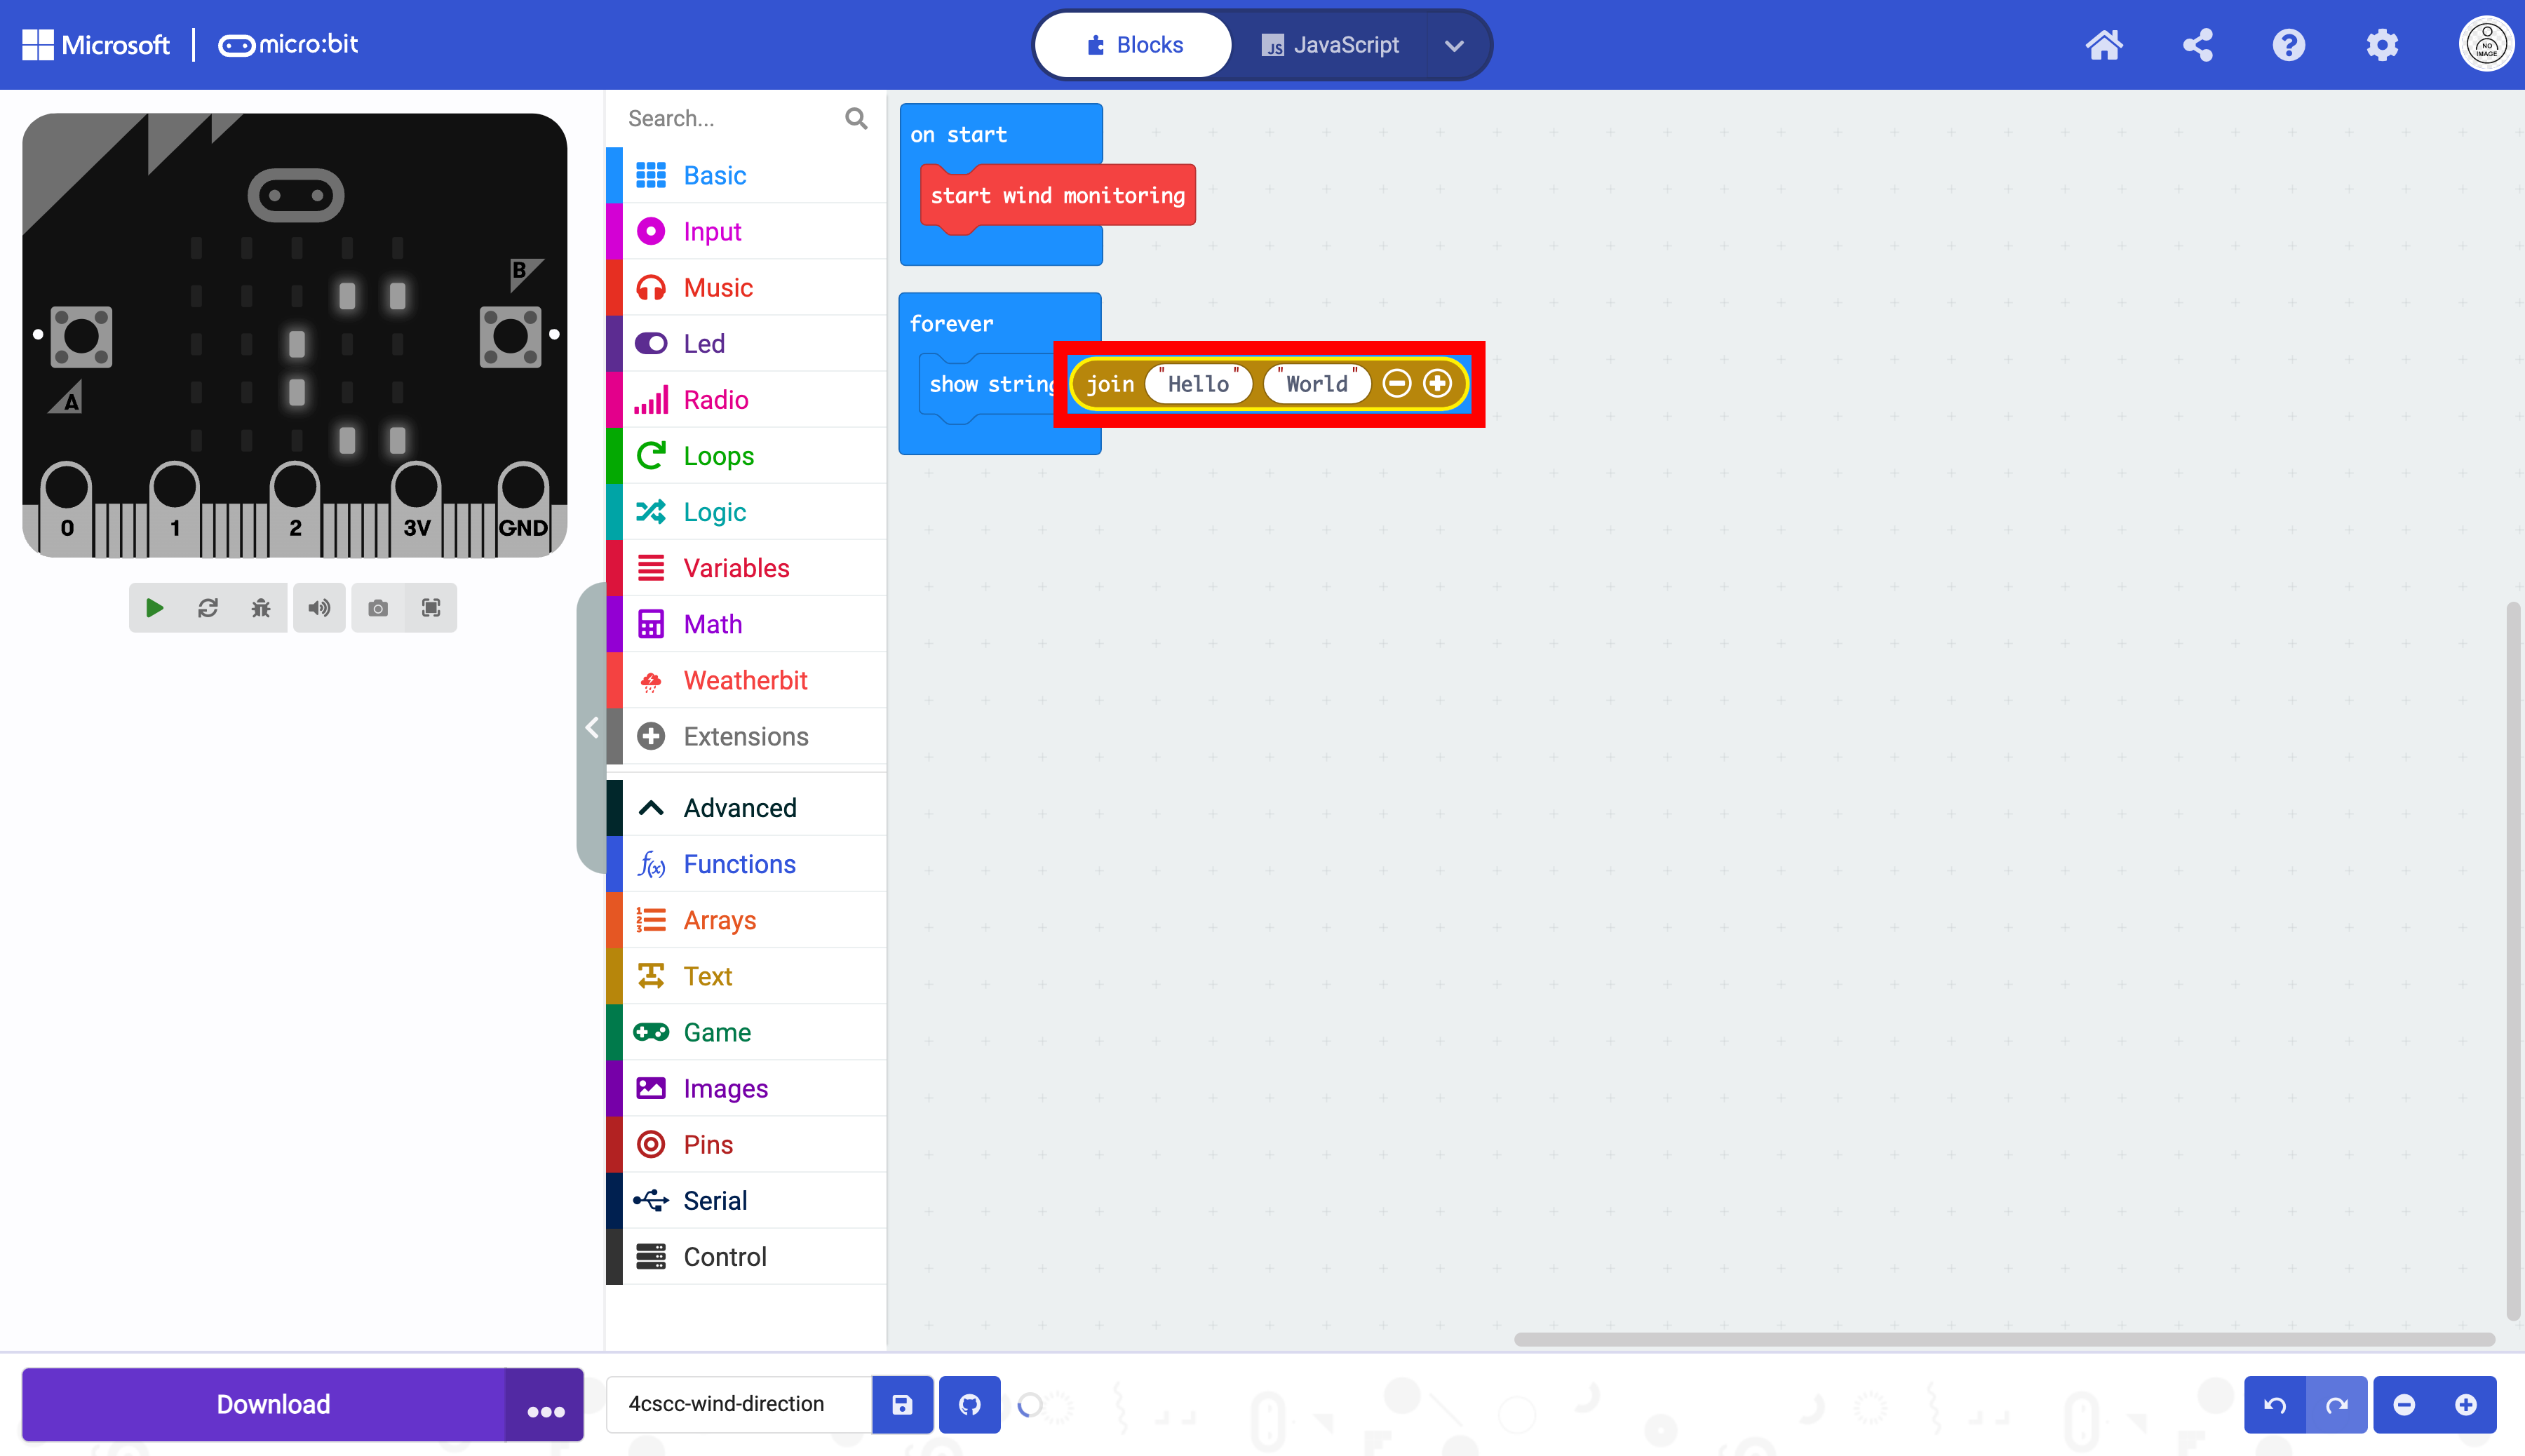 Microsoft micro:bit
Blocks
JavaScript
NO
IMAGE
B
A
0 1 2 3V GND
Search...
Basic
Input
Music
Led
Radio
Loops
Logic
Variables
Math
Weatherbit
Extensions
Advanced
Functions
Arrays
Text
Game
Images
Pins
Serial
Control
on start
start wind monitoring
forever
show string join "Hello" "World"
Download
4cscc-wind-direction